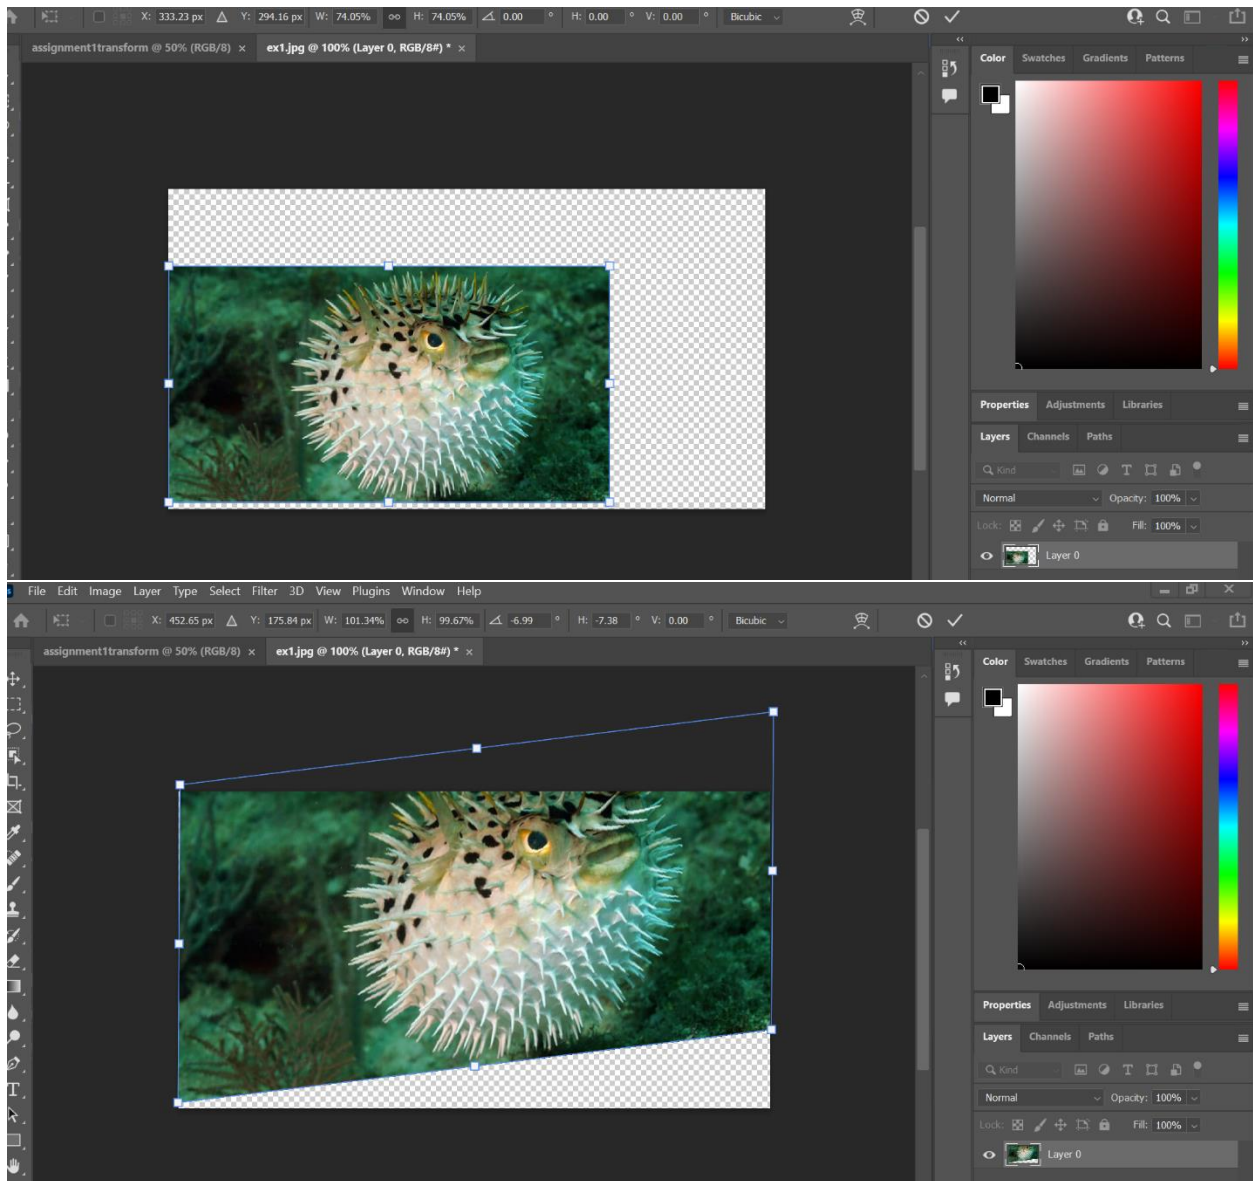 X: 333.23 px Y: 294.16 px W: 74.05% H: 74.05% 0.00 ° H: 0.00 ° V: 0.00 ° Bicubic
assignment1transform @ 50% (RGB/8) × ex1.jpg @ 100% (Layer 0, RGB/8#) * ×
Color Swatches Gradients Patterns
Properties Adjustments Libraries
Layers Channels Paths
Kind
Normal Opacity: 100%
Lock: Fill: 100%
Layer 0
File Edit Image Layer Type Select Filter 3D View Plugins Window Help
X: 452.65 px Y: 175.84 px W: 101.34% H: 99.67% -6.99 ° H: -7.38 ° V: 0.00 ° Bicubic
assignment1transform @ 50% (RGB/8) × ex1.jpg @ 100% (Layer 0, RGB/8#) * ×
Color Swatches Gradients Patterns
Properties Adjustments Libraries
Layers Channels Paths
Kind
Normal Opacity: 100%
Lock: Fill: 100%
Layer 0